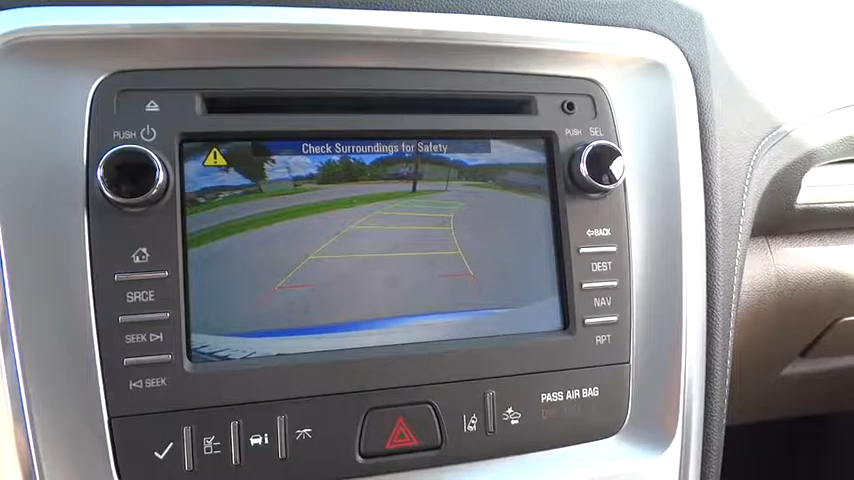 PUSH
Check Surroundings for Safety
PUSH SEL
BACK
DEST
NAV
RPT
SRCE
SEEK
SEEK
PASS AIR BAG